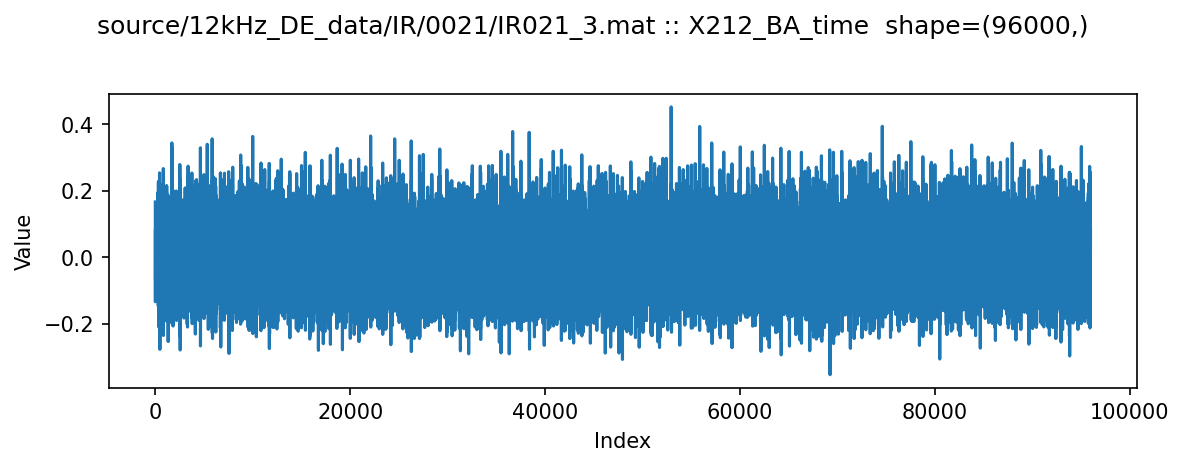 source/12kHz_DE_data/IR/0021/IR021_3.mat :: X212_BA_time  shape=(96000,)
0.4
0.2
0.0
−0.2
Value
0 20000 40000 60000 80000 100000
Index